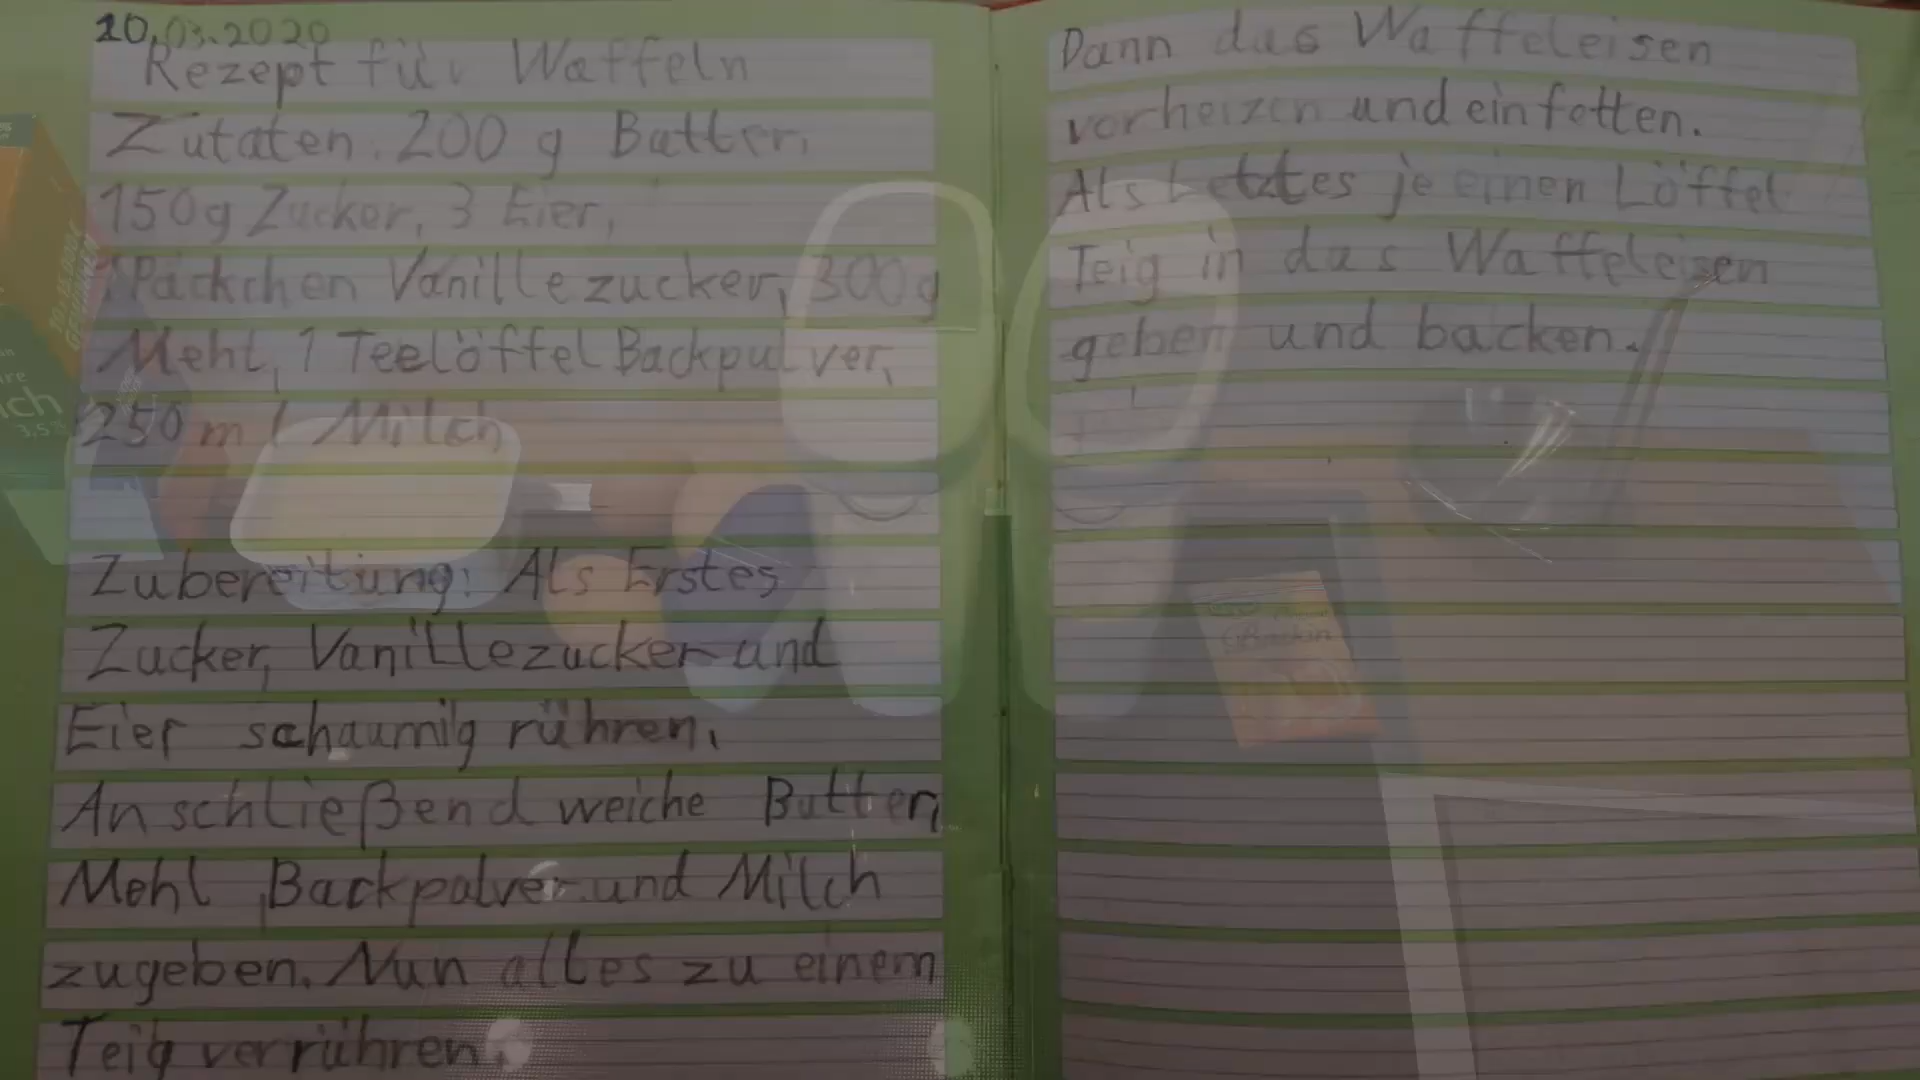 10.03.2020
Rezept für Waffeln
Zutaten: 200 g Butter,
150g Zucker, 3 Eier,
1 Päckchen Vanillezucker, 300g
Mehl, 1 Teelöffel Backpulver,
250 ml Milch
Zubereitung: Als Erstes
Zucker, Vanillezucker und
Eier schaumig rühren.
Anschließend weiche Butter,
Mehl, Backpulver und Milch
zugeben. Nun alles zu einem
Teig verrühren.
Dann das Waffeleisen
vorheizen und einfetten.
Als Letztes je einen Löffel
Teig in das Waffeleisen
geben und backen.
3,5%
Backin